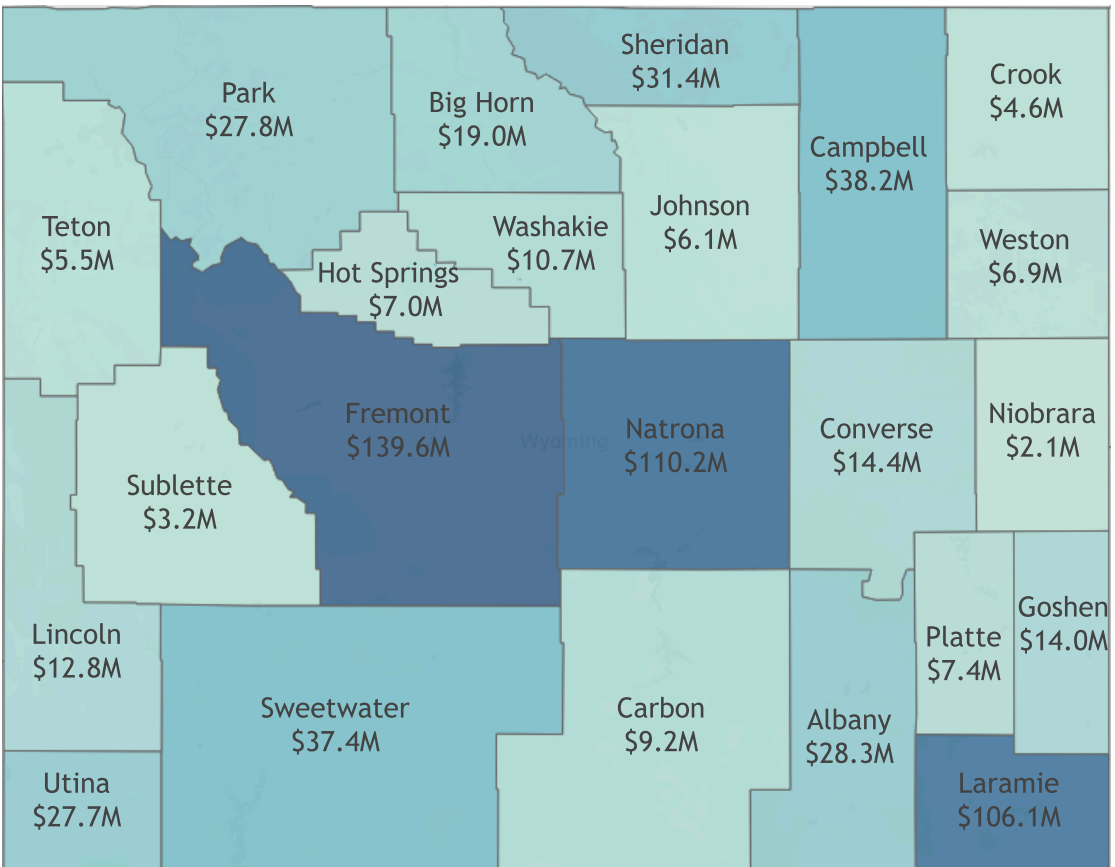 Sheridan
$31.4M
Park
$27.8M
Big Horn
$19.0M
Crook
$4.6M
Campbell
$38.2M
Teton
$5.5M
Washakie
$10.7M
Johnson
$6.1M
Weston
$6.9M
Hot Springs
$7.0M
Fremont
$139.6M
Wyoming
Natrona
$110.2M
Converse
$14.4M
Niobrara
$2.1M
Sublette
$3.2M
Lincoln
$12.8M
Platte
$7.4M
Goshen
$14.0M
Sweetwater
$37.4M
Carbon
$9.2M
Albany
$28.3M
Utina
$27.7M
Laramie
$106.1M